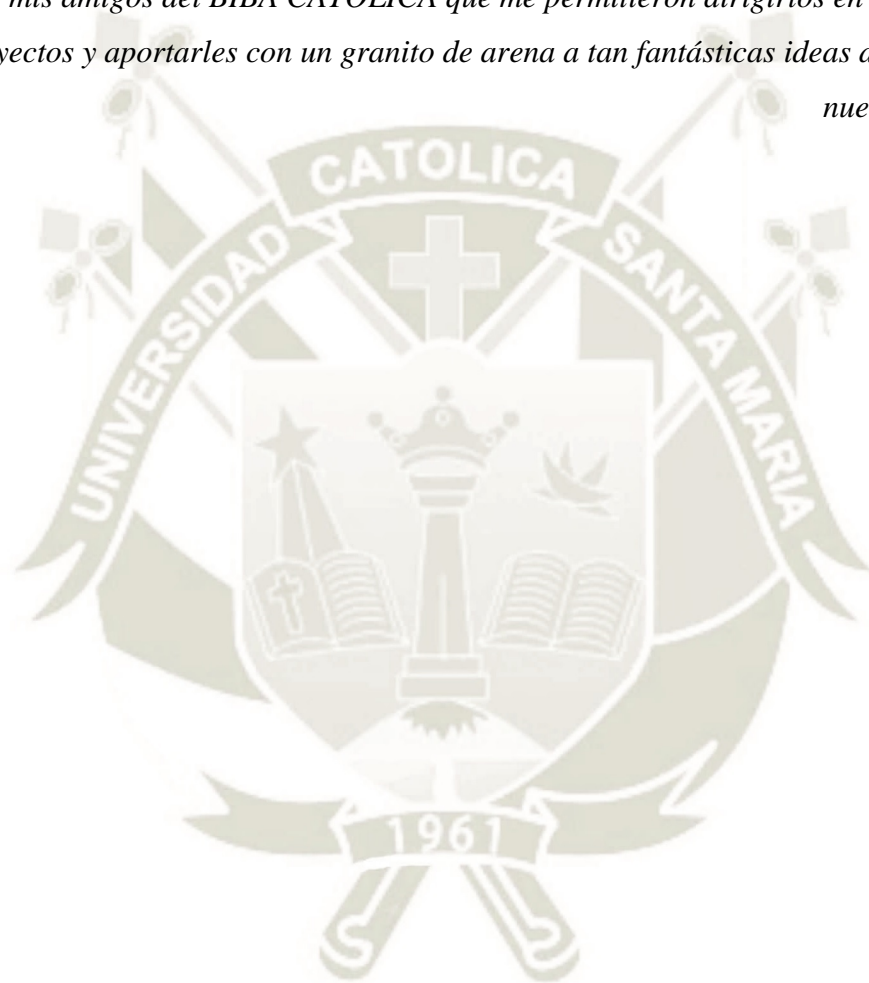 mis amigos del BIBA CATOLICA que me permitieron dirigirlos en
yectos y aportarles con un granito de arena a tan fantásticas ideas
nue
UNIVERSIDAD CATOLICA SANTA MARIA
1961